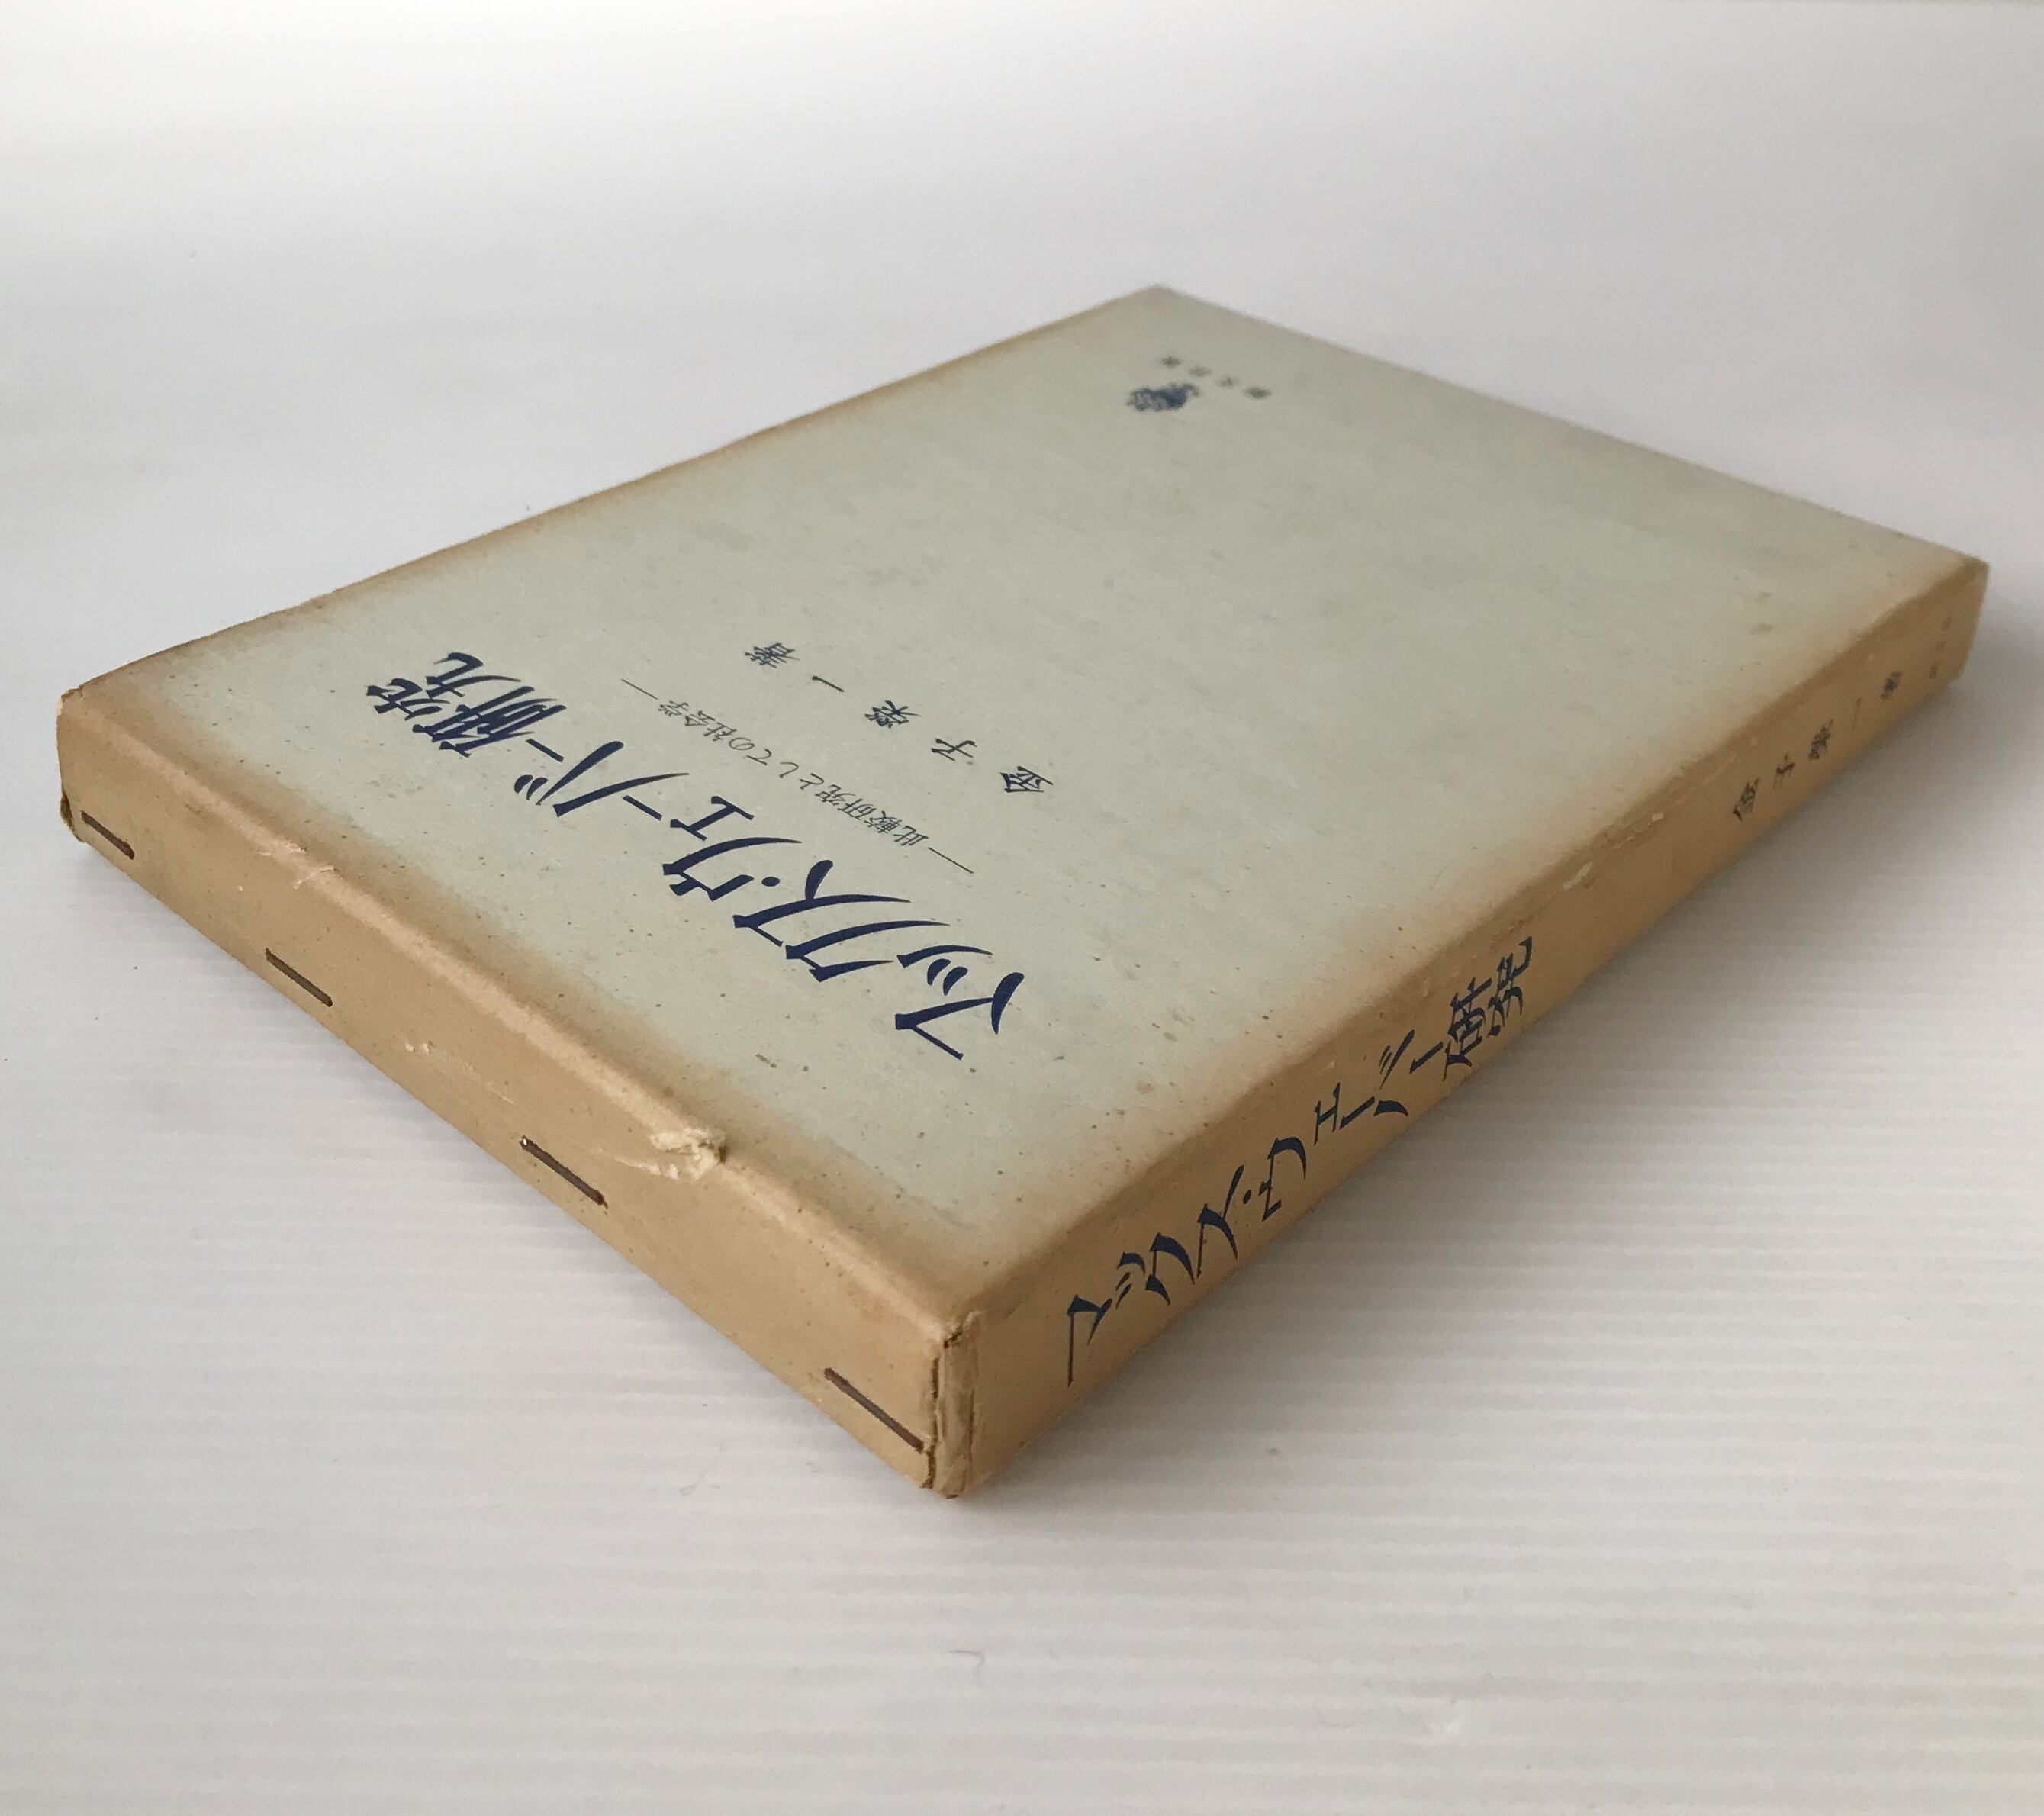 マックス・ウェーバー研究
―比較研究としての社会学―
金子榮一著
マックス・ウェーバー研究
金子榮一著